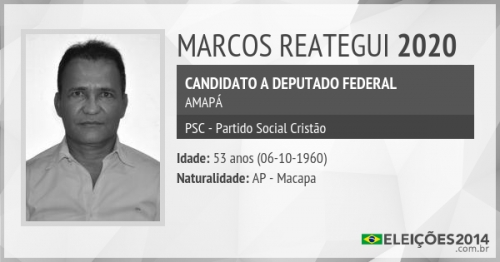 MARCOS REATEGUI 2020
CANDIDATO A DEPUTADO FEDERAL
AMAPÁ
PSC - Partido Social Cristão
Idade: 53 anos (06-10-1960)
Naturalidade: AP - Macapa
ELEIÇÕES2014
.com.br